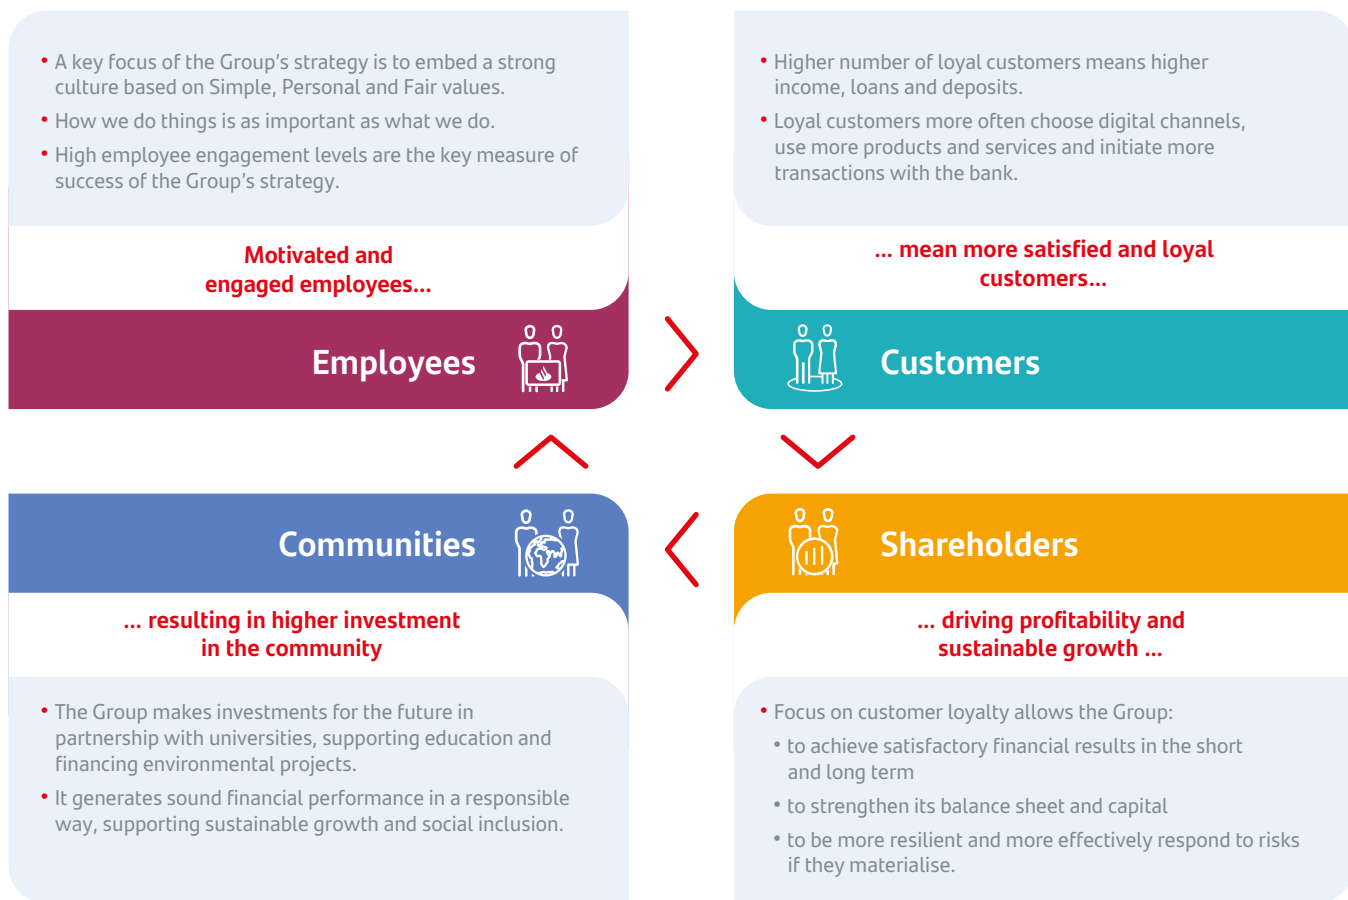 • A key focus of the Group's strategy is to embed a strong
culture based on Simple, Personal and Fair values.
• How we do things is as important as what we do.
• High employee engagement levels are the key measure of
success of the Group's strategy.
Motivated and
engaged employees...
Employees
• Higher number of loyal customers means higher
income, loans and deposits.
• Loyal customers more often choose digital channels,
use more products and services and initiate more
transactions with the bank.
... mean more satisfied and loyal
customers...
Customers
Shareholders
... driving profitability and
sustainable growth ...
• Focus on customer loyalty allows the Group:
• to achieve satisfactory financial results in the short
and long term
• to strengthen its balance sheet and capital
• to be more resilient and more effectively respond to risks
if they materialise.
Communities
... resulting in higher investment
in the community
• The Group makes investments for the future in
partnership with universities, supporting education and
financing environmental projects.
• It generates sound financial performance in a responsible
way, supporting sustainable growth and social inclusion.